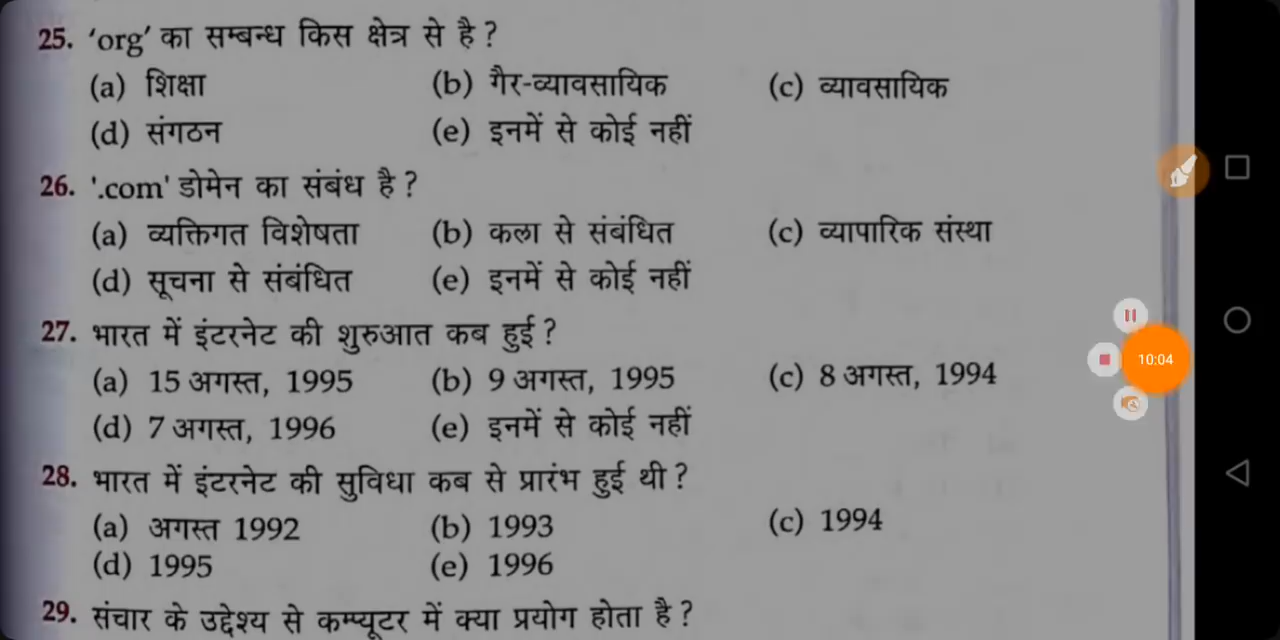 25. ‘org’ का सम्बन्ध किस क्षेत्र से है ?
(a) शिक्षा (b) गैर-व्यावसायिक (c) व्यावसायिक
(d) संगठन (e) इनमें से कोई नहीं
26. '.com' डोमेन का संबंध है ?
(a) व्यक्तिगत विशेषता (b) कला से संबंधित (c) व्यापारिक संस्था
(d) सूचना से संबंधित (e) इनमें से कोई नहीं
27. भारत में इंटरनेट की शुरुआत कब हुई ?
(a) 15 अगस्त, 1995 (b) 9 अगस्त, 1995 (c) 8 अगस्त, 1994
(d) 7 अगस्त, 1996 (e) इनमें से कोई नहीं
28. भारत में इंटरनेट की सुविधा कब से प्रारंभ हुई थी ?
(a) अगस्त 1992 (b) 1993 (c) 1994
(d) 1995 (e) 1996
29. संचार के उद्देश्य से कम्प्यूटर में क्या प्रयोग होता है ?
10:04